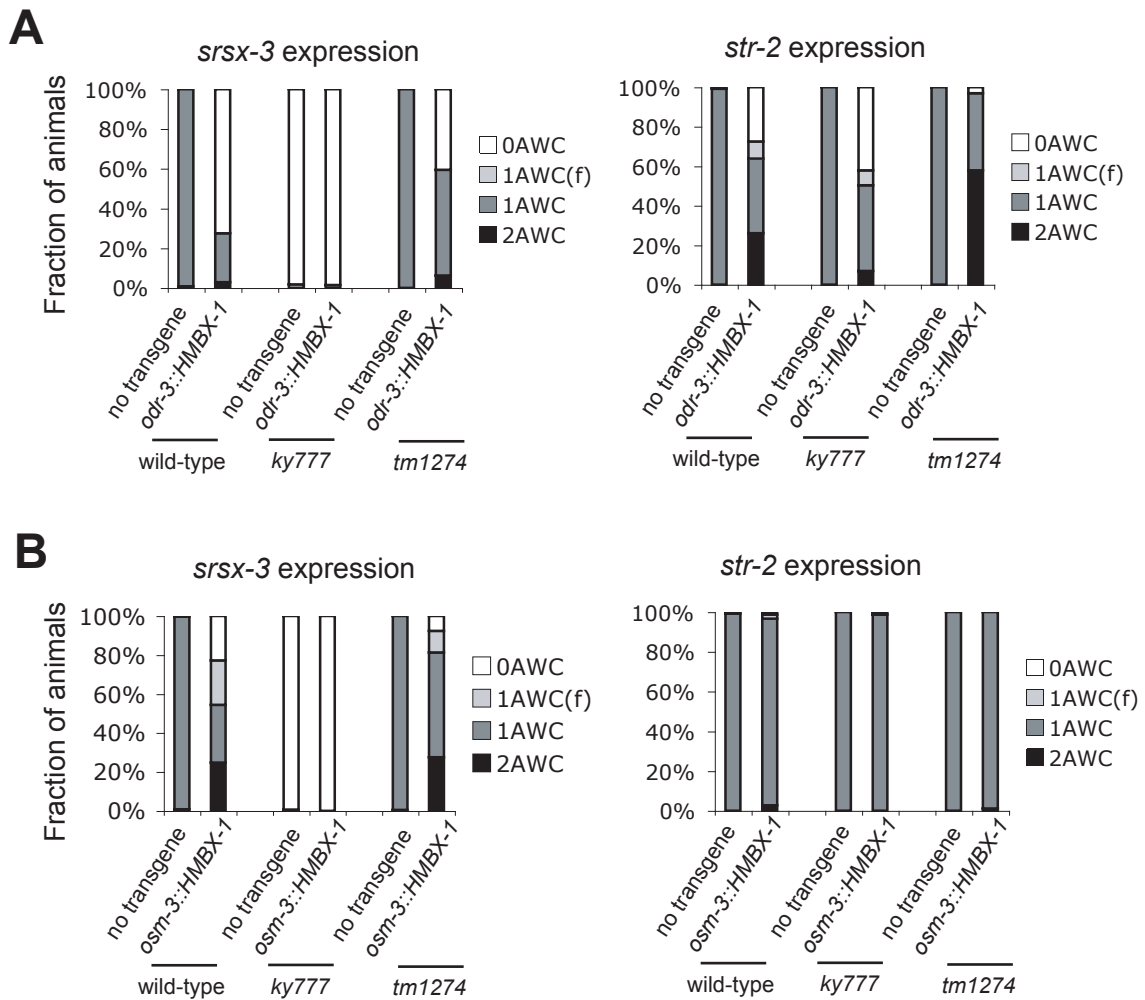 A
srsx-3 expression
Fraction of animals
100%
80%
60%
40%
20%
0%
0AWC
1AWC(f)
1AWC
2AWC
no transgene
odr-3::HMBX-1
no transgene
odr-3::HMBX-1
no transgene
odr-3::HMBX-1
wild-type
ky777
tm1274
str-2 expression
100%
80%
60%
40%
20%
0%
0AWC
1AWC(f)
1AWC
2AWC
no transgene
odr-3::HMBX-1
no transgene
odr-3::HMBX-1
no transgene
odr-3::HMBX-1
wild-type
ky777
tm1274
B
srsx-3 expression
Fraction of animals
100%
80%
60%
40%
20%
0%
0AWC
1AWC(f)
1AWC
2AWC
no transgene
osm-3::HMBX-1
no transgene
osm-3::HMBX-1
no transgene
osm-3::HMBX-1
wild-type
ky777
tm1274
str-2 expression
100%
80%
60%
40%
20%
0%
0AWC
1AWC(f)
1AWC
2AWC
no transgene
osm-3::HMBX-1
no transgene
osm-3::HMBX-1
no transgene
osm-3::HMBX-1
wild-type
ky777
tm1274